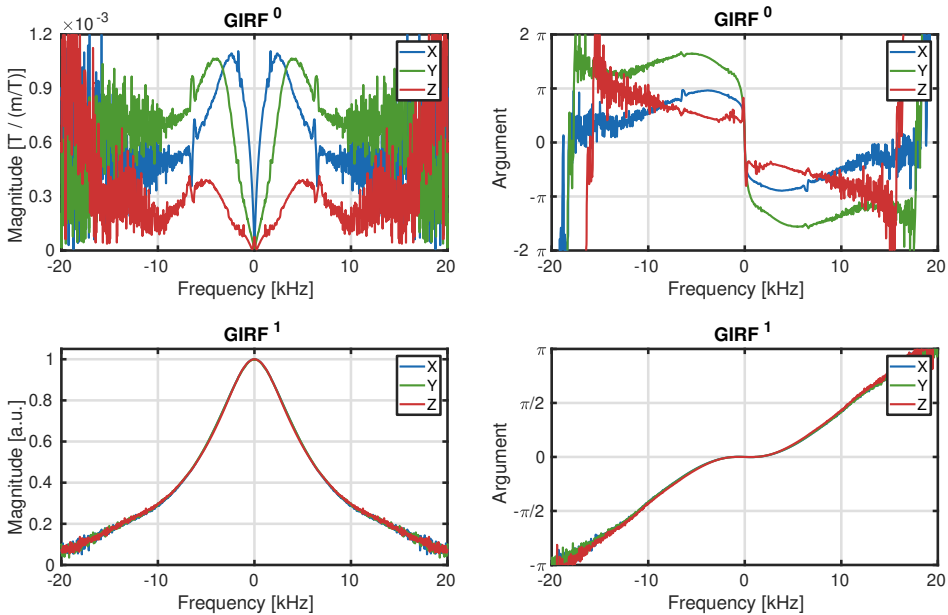 GIRF 0
×10-3
Magnitude [T / (m/T)]
1.2
0.9
0.6
0.3
0
X
Y
Z
-20
-10
0
10
20
Frequency [kHz]
GIRF 0
Argument
2 π
π
0
-π
-2 π
X
Y
Z
-20
-10
0
10
20
Frequency [kHz]
GIRF 1
Magnitude [a.u.]
1
0.8
0.6
0.4
0.2
0
X
Y
Z
-20
-10
0
10
20
Frequency [kHz]
GIRF 1
Argument
π
π/2
0
-π/2
-π
X
Y
Z
-20
-10
0
10
20
Frequency [kHz]